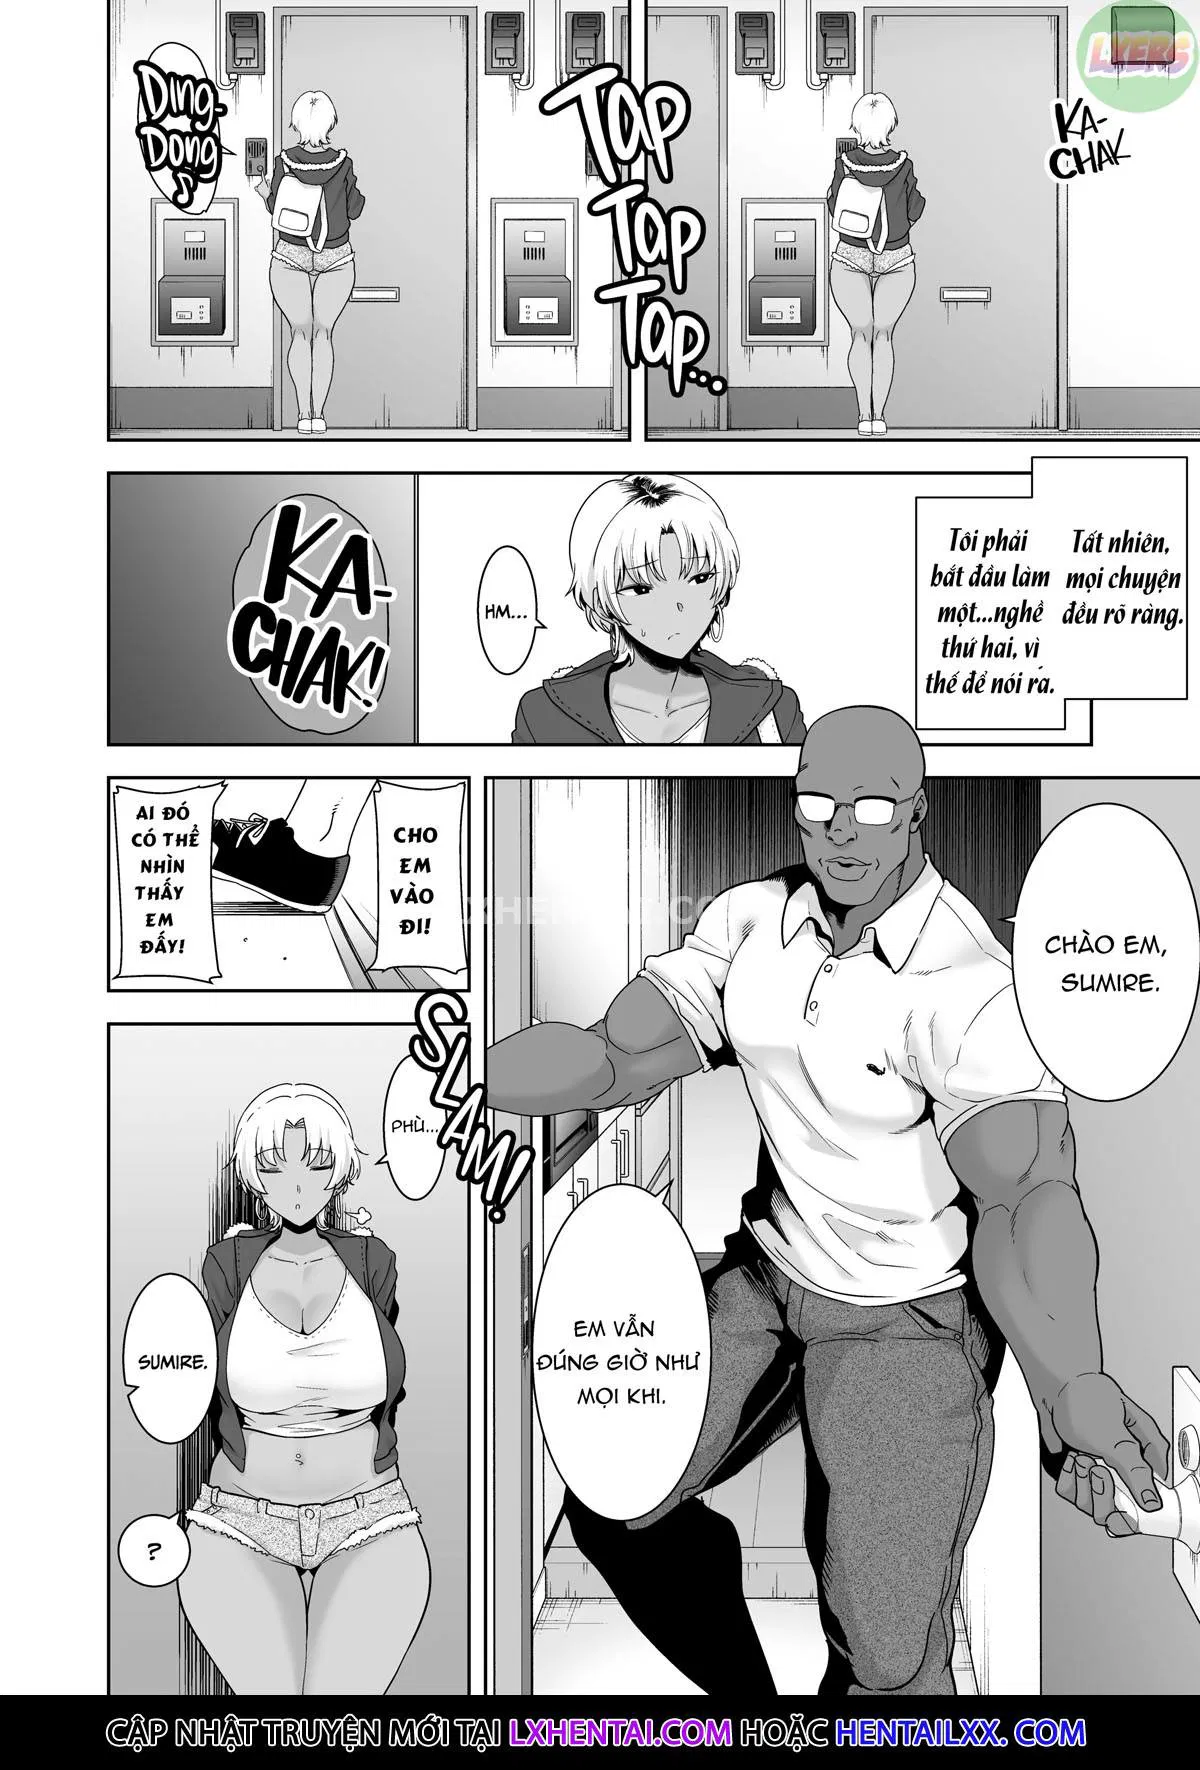 LXERS
KA-
CHAK
TAP
TAP
TAP...
DING-
DONG
♪
Tất nhiên,
mọi chuyện
đều rõ ràng.
Tôi phải
bắt đầu làm
một...nghề
thứ hai, vì
thế để nói ra.
HM...
KA-
CHAK!
CHÀO EM,
SUMIRE.
EM VẪN
ĐÚNG GIỜ NHƯ
MỌI KHI.
CHO
EM
VÀO
ĐI!
AI ĐÓ
CÓ THỂ
NHÌN
THẤY
EM
ĐẤY!
SLAM!
PHÙ...
SUMIRE.
?
CẬP NHẬT TRUYỆN MỚI TẠI LXHENTAI.COM HOẶC HENTAILXX.COM